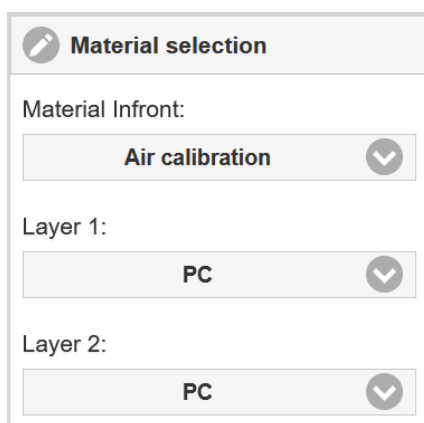 Material selection
Material Infront:
Air calibration
Layer 1:
PC
Layer 2:
PC